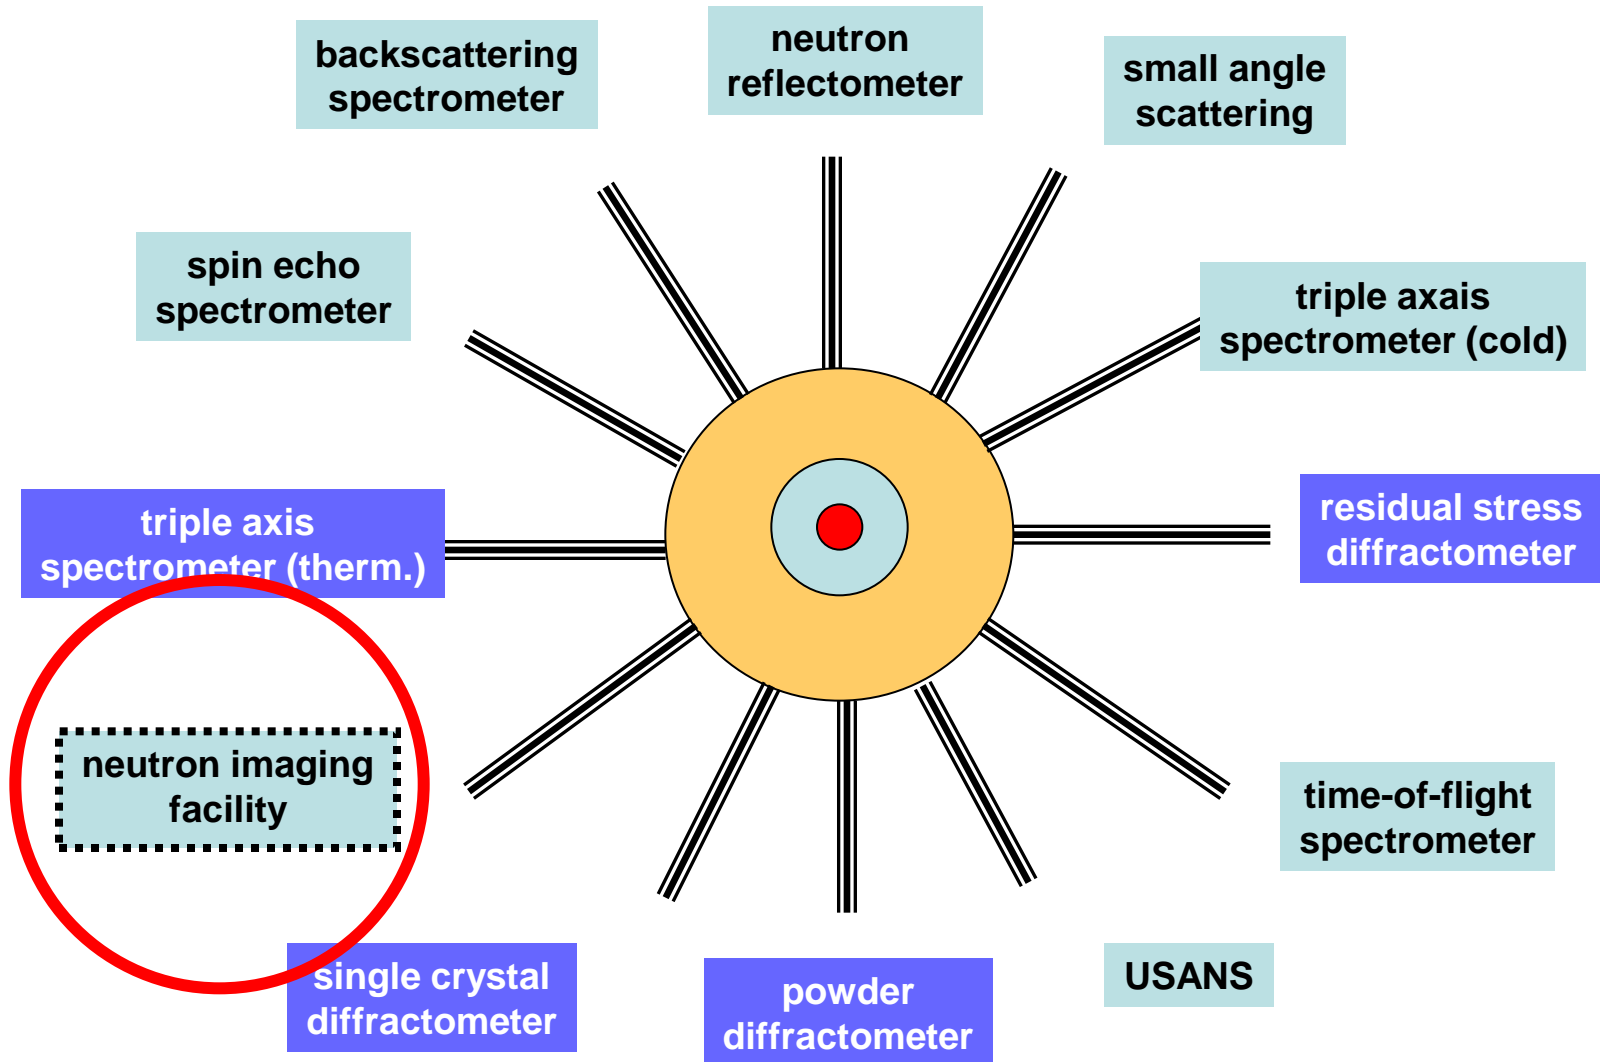 backscattering
spectrometer
neutron
reflectometer
small angle
scattering
spin echo
spectrometer
triple axais
spectrometer (cold)
triple axis
spectrometer (therm.)
residual stress
diffractometer
neutron imaging
facility
time-of-flight
spectrometer
single crystal
diffractometer
powder
diffractometer
USANS